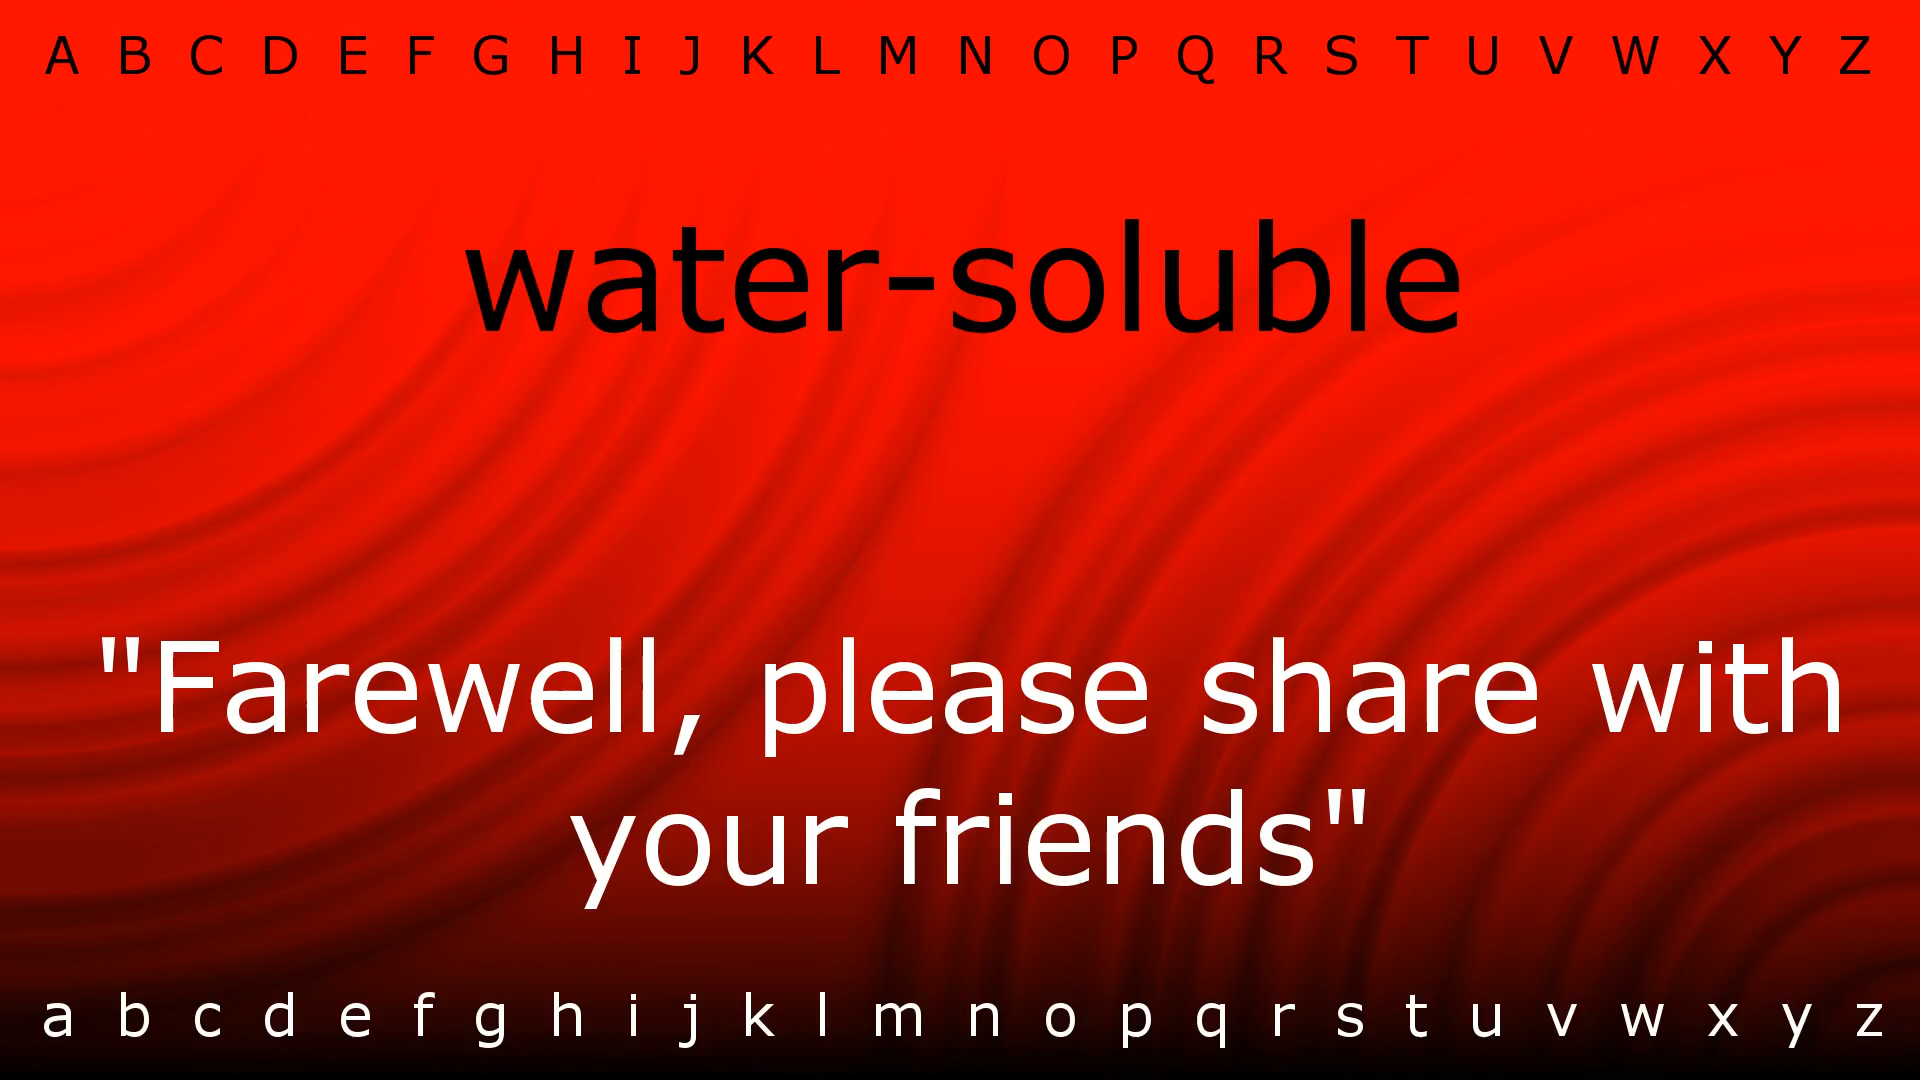 A B C D E F G H I J K L M N O P Q R S T U V W X Y Z
water-soluble
"Farewell, please share with
your friends"
a b c d e f g h i j k l m n o p q r s t u v w x y z